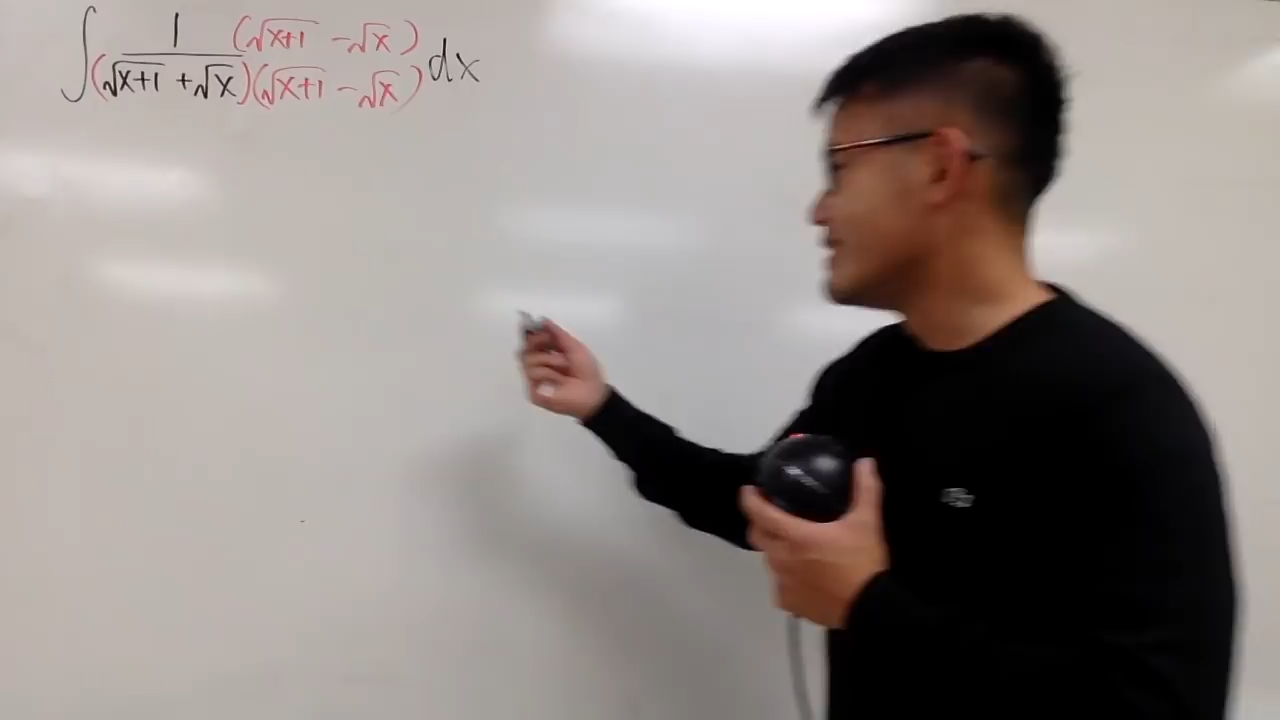 ∫ 1 (√x+1 - √x) / (√x+1 + √x)(√x+1 - √x) dx